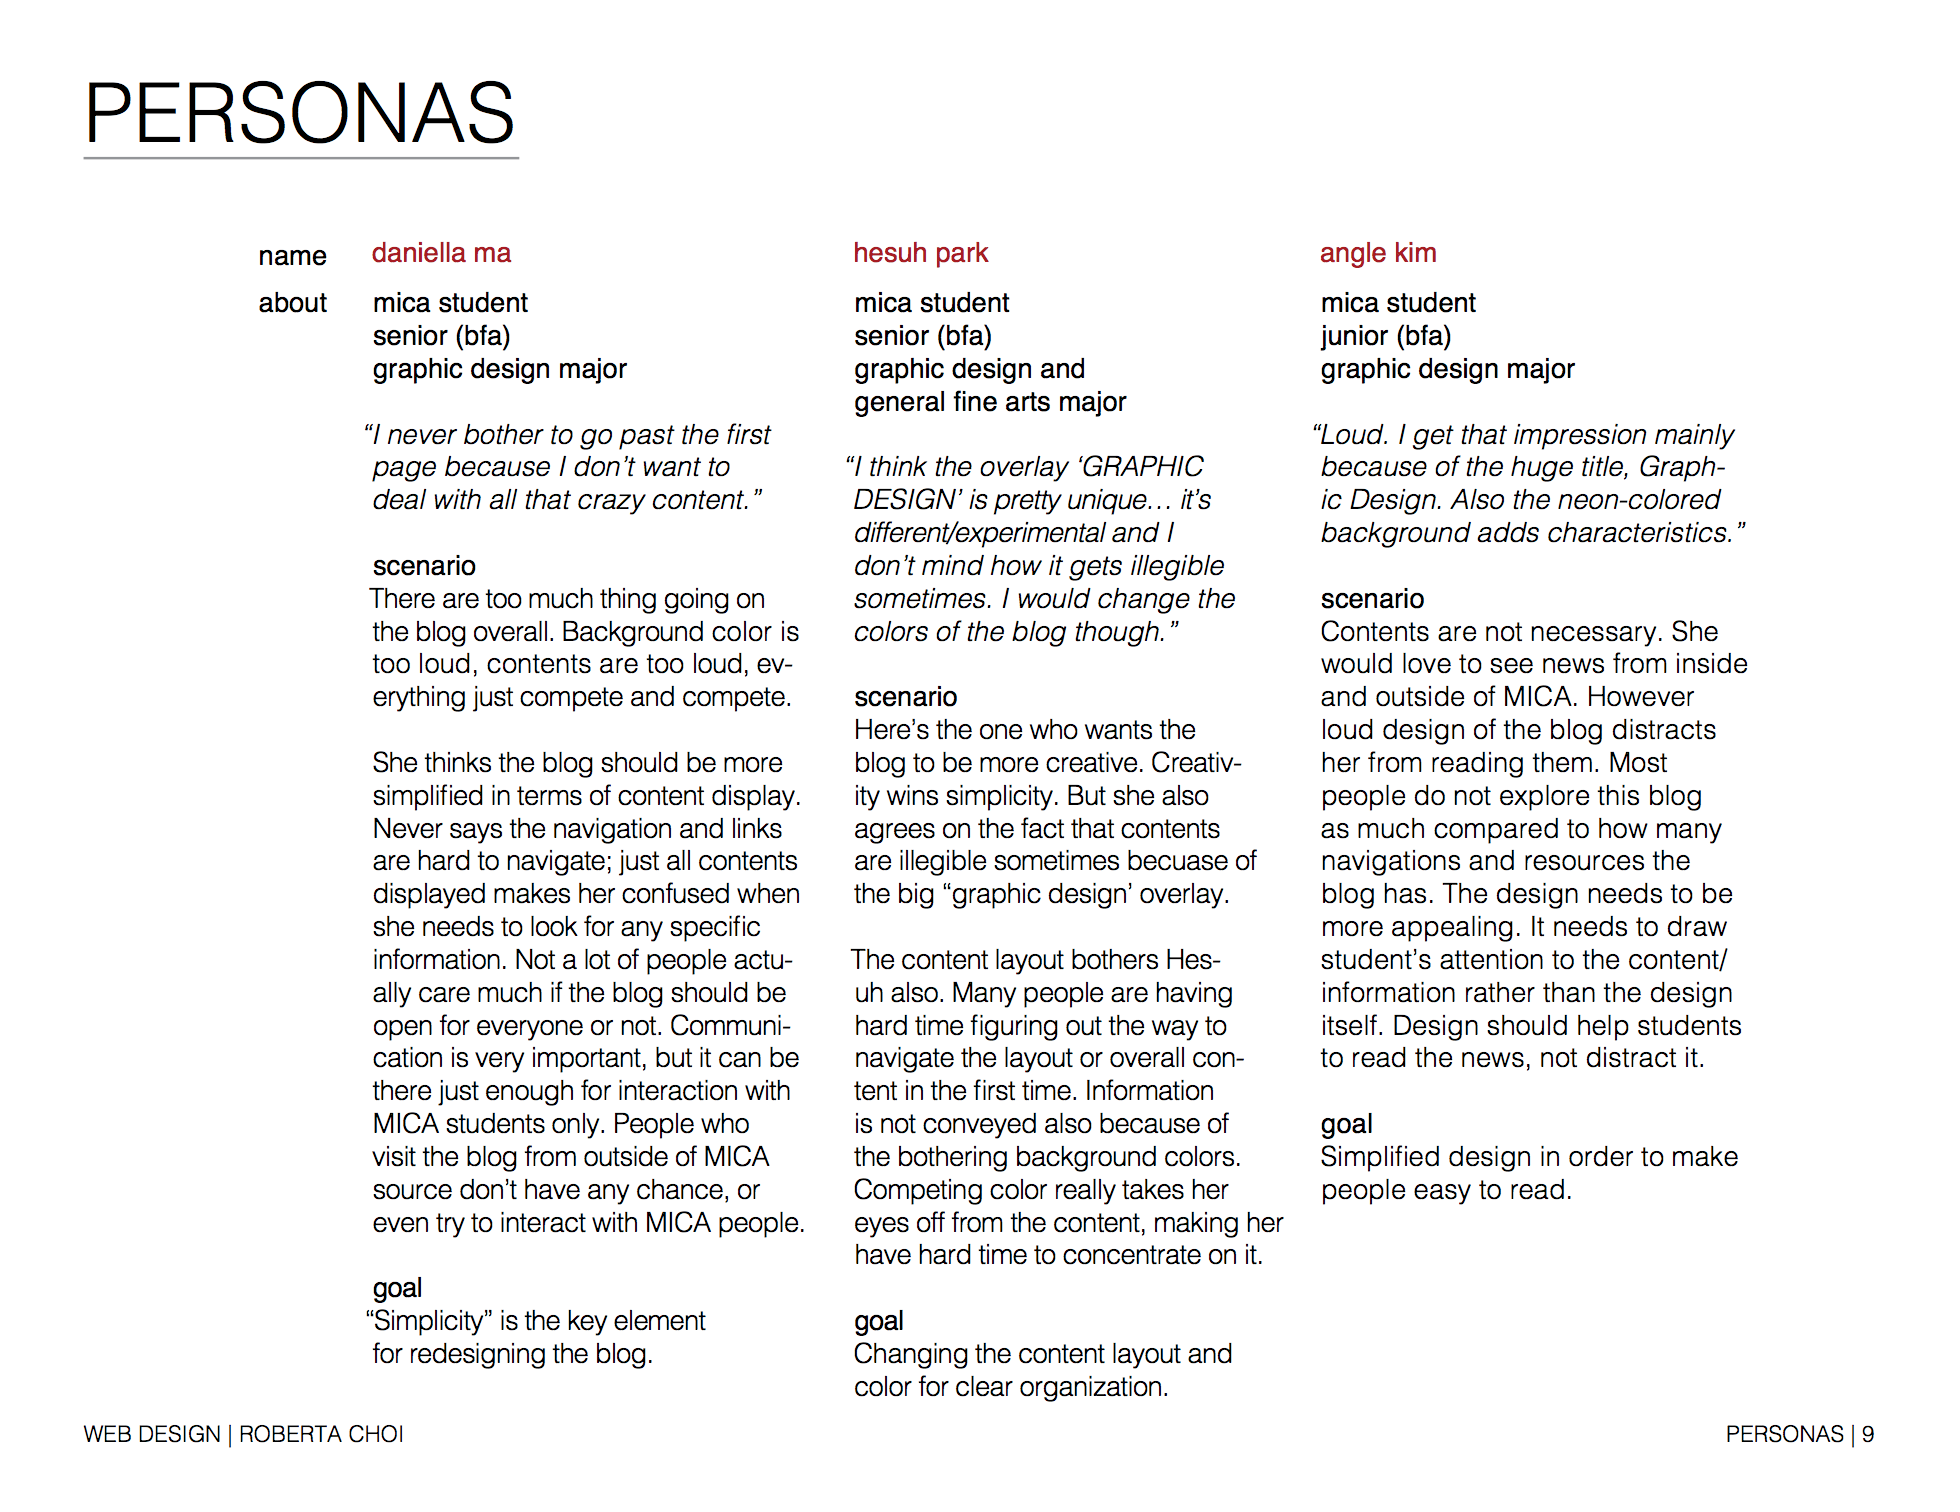 PERSONAS
name
daniella ma
about
mica student
senior (bfa)
graphic design major
“I never bother to go past the first
page because I don’t want to
deal with all that crazy content.”
scenario
There are too much thing going on
the blog overall. Background color is
too loud, contents are too loud, ev-
erything just compete and compete.
She thinks the blog should be more
simplified in terms of content display.
Never says the navigation and links
are hard to navigate; just all contents
displayed makes her confused when
she needs to look for any specific
information. Not a lot of people actu-
ally care much if the blog should be
open for everyone or not. Communi-
cation is very important, but it can be
there just enough for interaction with
MICA students only. People who
visit the blog from outside of MICA
source don’t have any chance, or
even try to interact with MICA people.
goal
“Simplicity” is the key element
for redesigning the blog.
hesuh park
mica student
senior (bfa)
graphic design and
general fine arts major
“I think the overlay ‘GRAPHIC
DESIGN’ is pretty unique… it’s
different/experimental and I
don’t mind how it gets illegible
sometimes. I would change the
colors of the blog though.”
scenario
Here’s the one who wants the
blog to be more creative. Creativ-
ity wins simplicity. But she also
agrees on the fact that contents
are illegible sometimes becuase of
the big “graphic design’ overlay.
The content layout bothers Hes-
uh also. Many people are having
hard time figuring out the way to
navigate the layout or overall con-
tent in the first time. Information
is not conveyed also because of
the bothering background colors.
Competing color really takes her
eyes off from the content, making her
have hard time to concentrate on it.
goal
Changing the content layout and
color for clear organization.
angle kim
mica student
junior (bfa)
graphic design major
“Loud. I get that impression mainly
because of the huge title, Graph-
ic Design. Also the neon-colored
background adds characteristics.”
scenario
Contents are not necessary. She
would love to see news from inside
and outside of MICA. However
loud design of the blog distracts
her from reading them. Most
people do not explore this blog
as much compared to how many
navigations and resources the
blog has. The design needs to be
more appealing. It needs to draw
student’s attention to the content/
information rather than the design
itself. Design should help students
to read the news, not distract it.
goal
Simplified design in order to make
people easy to read.
WEB DESIGN | ROBERTA CHOI
PERSONAS | 9